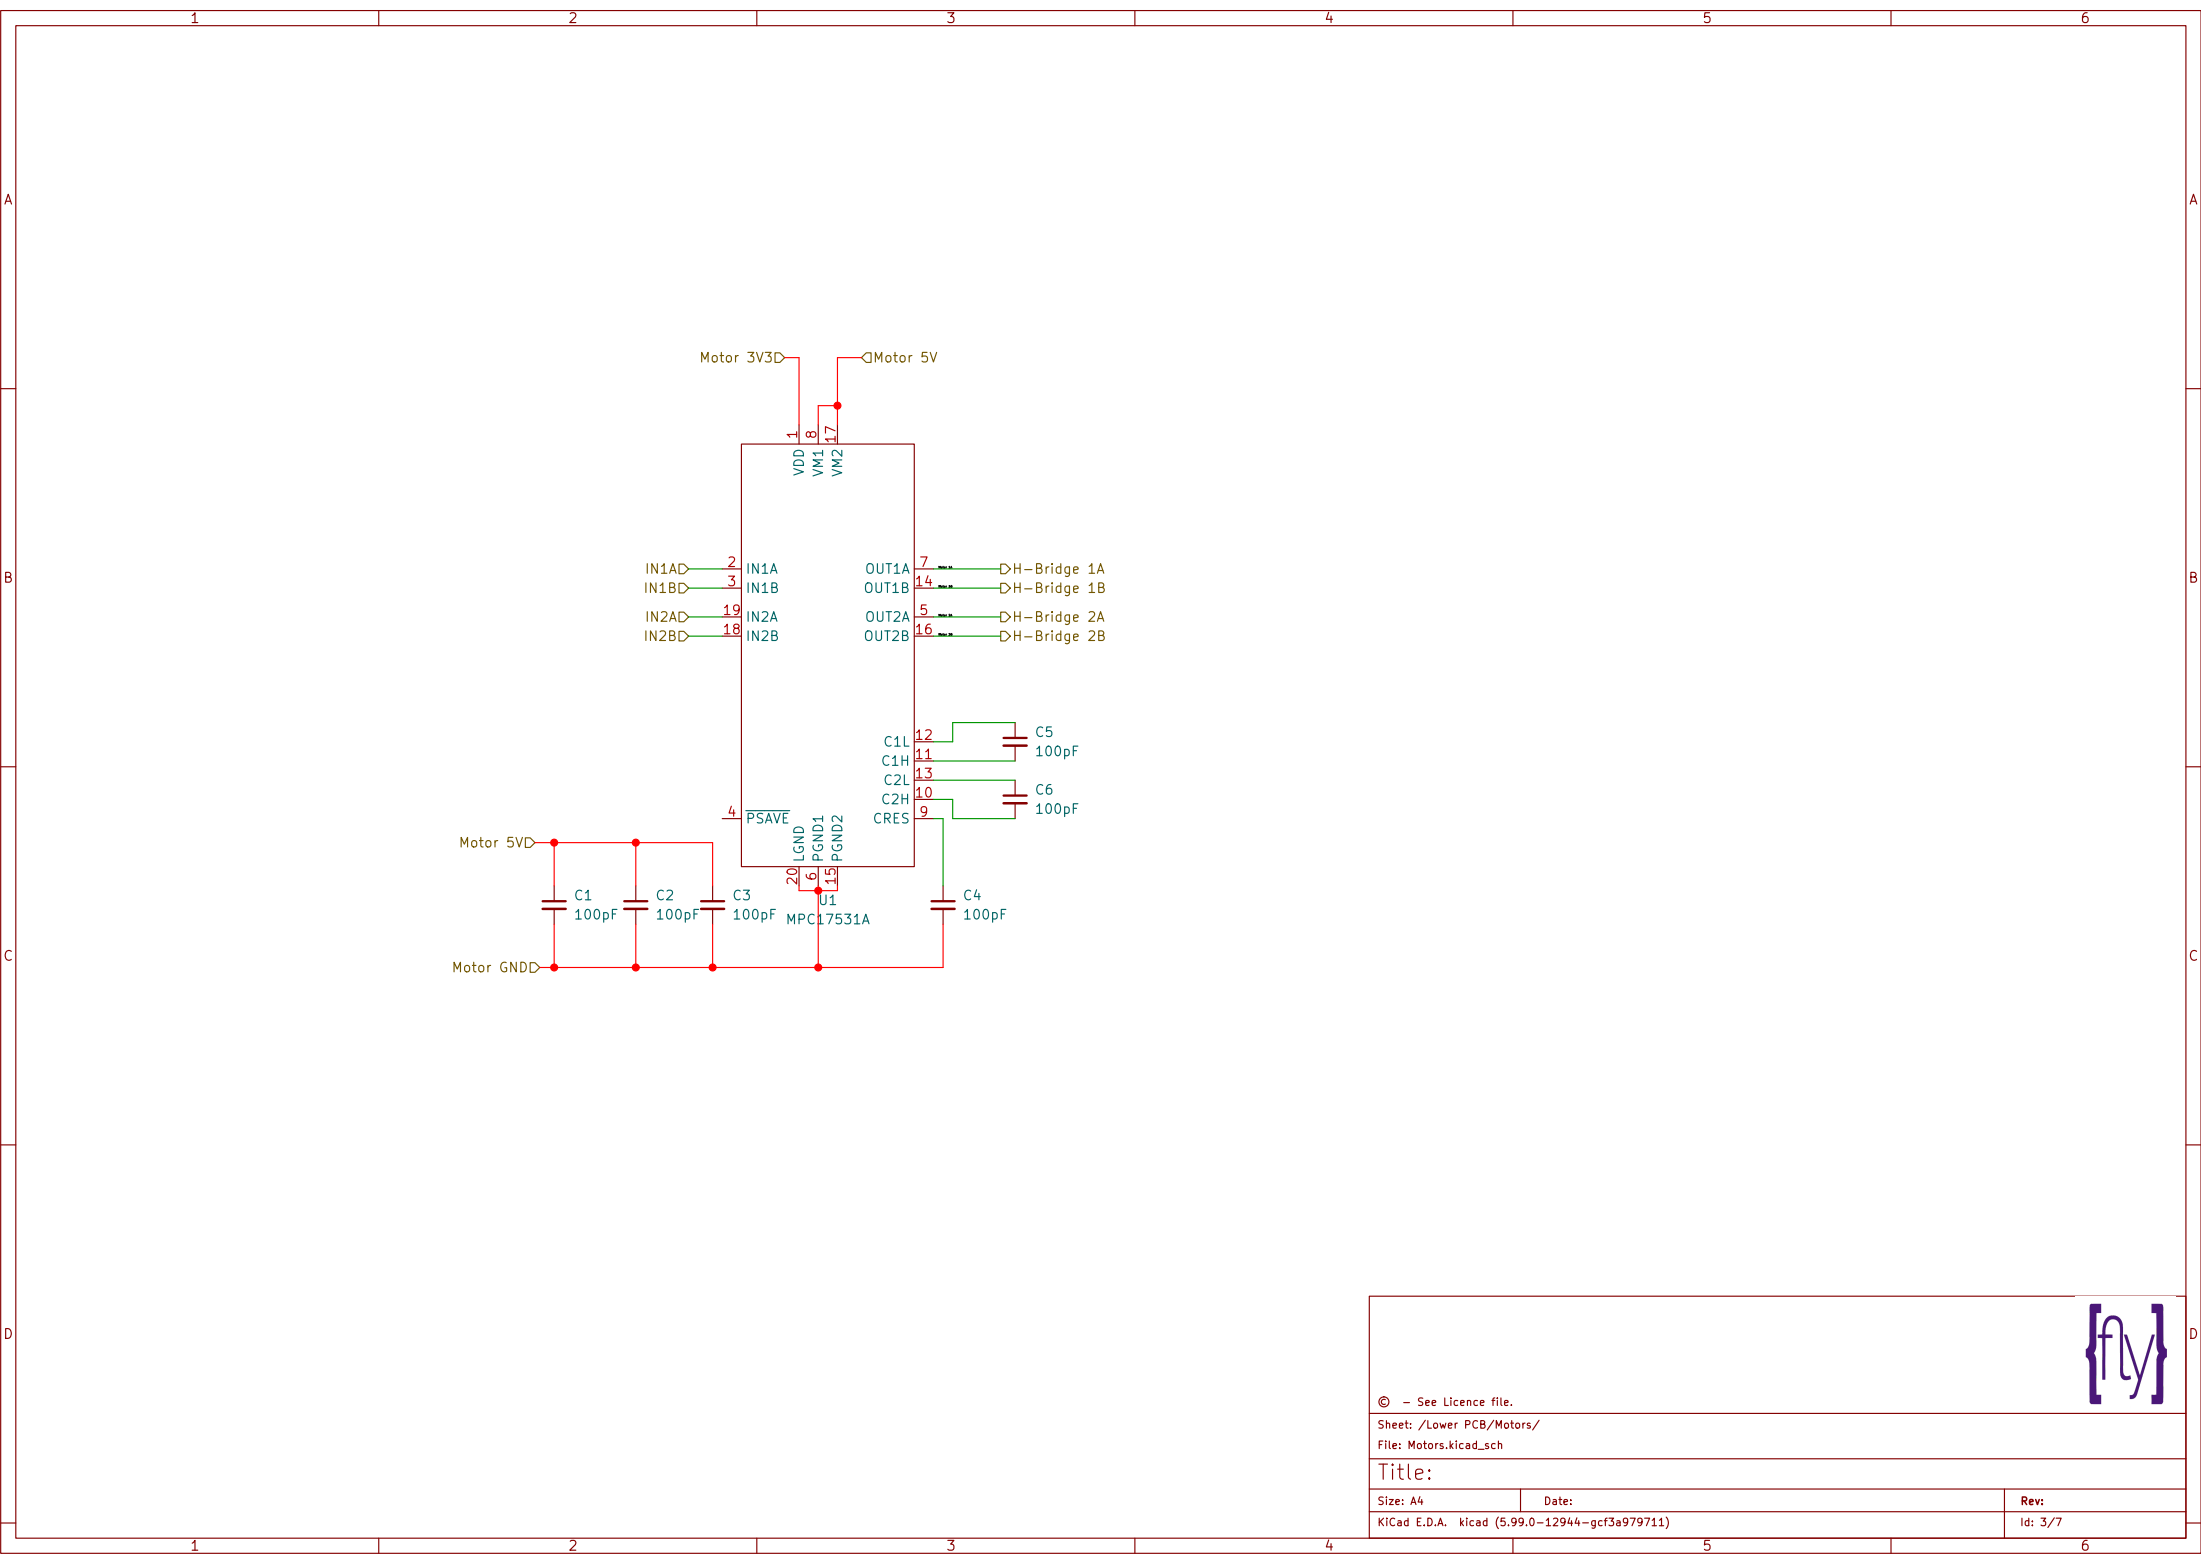 1 2 3 4 5 6
A A
Motor 3V3 Motor 5V
1 8 17
VDD VM1 VM2
B B
IN1A 2 IN1A OUT1A 7 H-Bridge 1A
IN1B 3 IN1B OUT1B 14 H-Bridge 1B
IN2A 19 IN2A OUT2A 5 H-Bridge 2A
IN2B 18 IN2B OUT2B 16 H-Bridge 2B
C1L 12 C5
C1H 11 100pF
C2L 13 C6
C2H 10 100pF
4 PSAVE CRES 9
LGND PGND1 PGND2
Motor 5V
20 6 15
C1 C2 C3 U1 C4
100pF 100pF 100pF MPC17531A 100pF
C C
Motor GND
D D
{fly}
© - See Licence file.
Sheet: /Lower PCB/Motors/
File: Motors.kicad_sch
Title:
Size: A4 Date: Rev:
KiCad E.D.A. kicad (5.99.0-12944-gcf3a979711) Id: 3/7
1 2 3 4 5 6